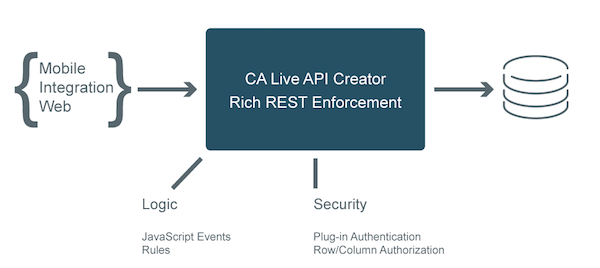 Mobile
Integration
Web
CA Live API Creator
Rich REST Enforcement
Logic
JavaScript Events
Rules
Security
Plug-in Authentication
Row/Column Authorization